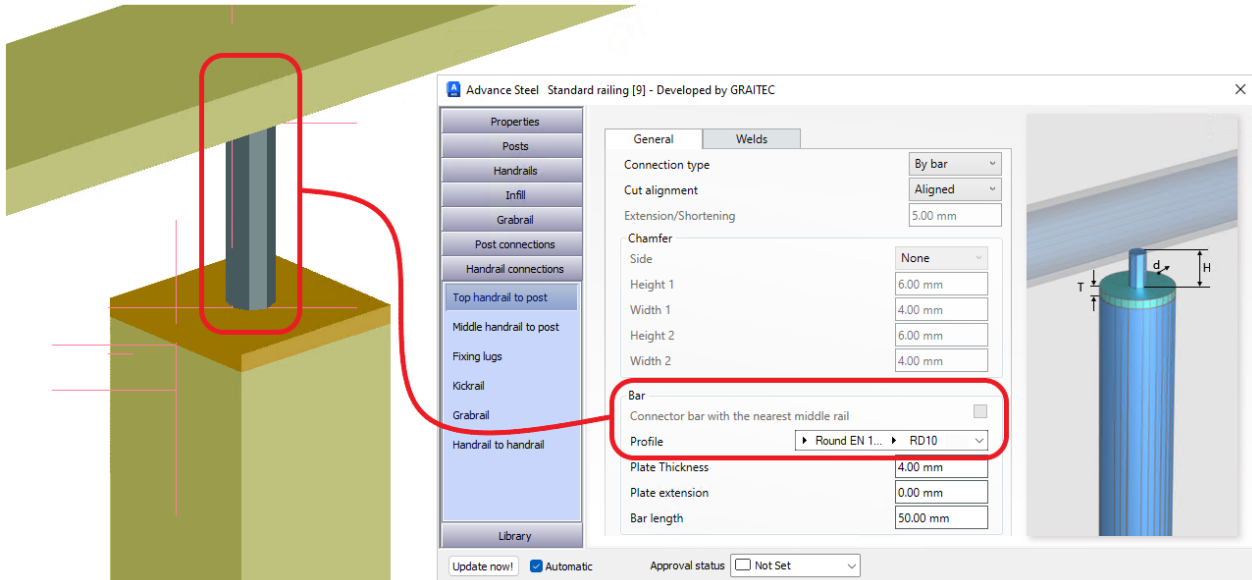 Advance Steel Standard railing [9] - Developed by GRAITEC
Properties
Posts
Handrails
Infill
Grabrail
Post connections
Handrail connections
Top handrail to post
Middle handrail to post
Fixing lugs
Kickrail
Grabrail
Handrail to handrail
Library
General Welds
Connection type By bar
Cut alignment Aligned
Extension/Shortening 5.00 mm
Chamfer
Side None
Height 1 6.00 mm
Width 1 4.00 mm
Height 2 6.00 mm
Width 2 4.00 mm
Bar
Connector bar with the nearest middle rail
Profile Round EN 1... RD10
Plate Thickness 4.00 mm
Plate extension 0.00 mm
Bar length 50.00 mm
d H
T
Update now! Automatic Approval status Not Set